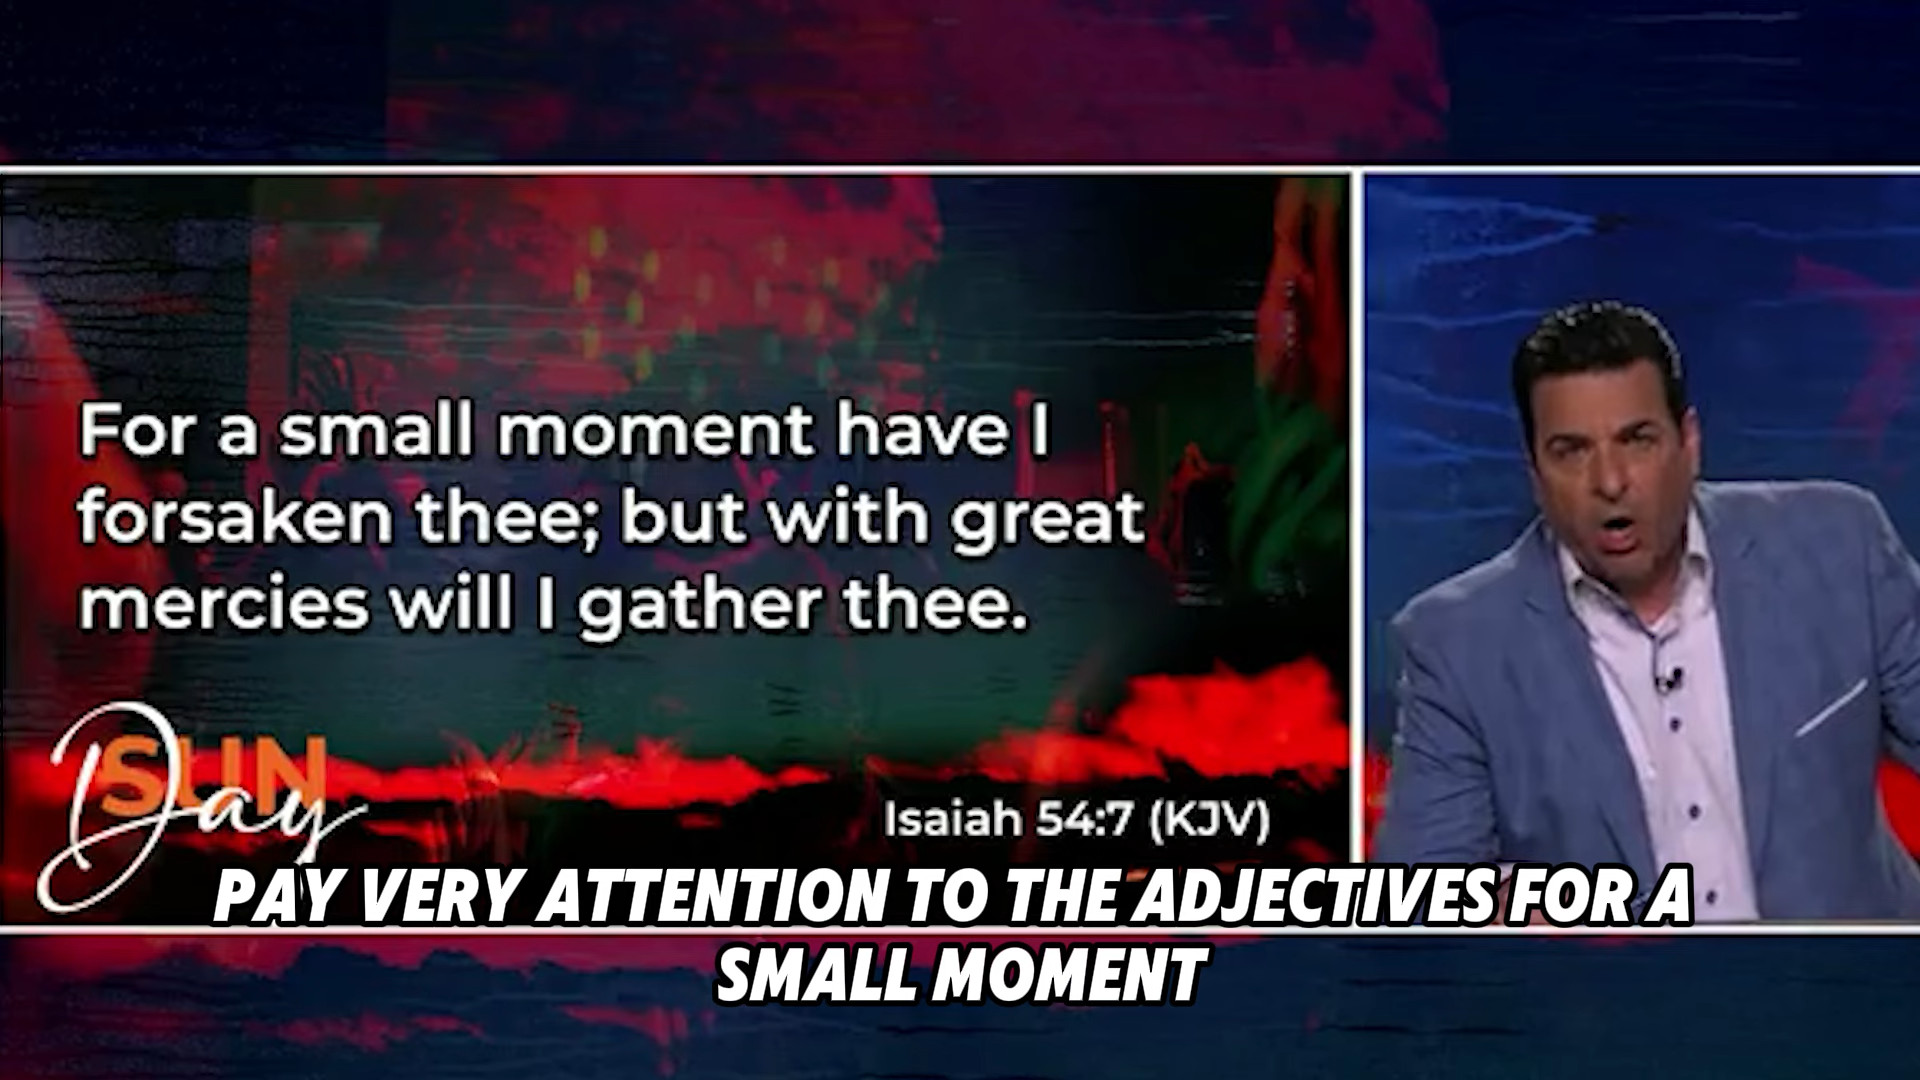 For a small moment have I
forsaken thee; but with great
mercies will I gather thee.
SUN
Day
Isaiah 54:7 (KJV)
PAY VERY ATTENTION TO THE ADJECTIVES FOR A
SMALL MOMENT